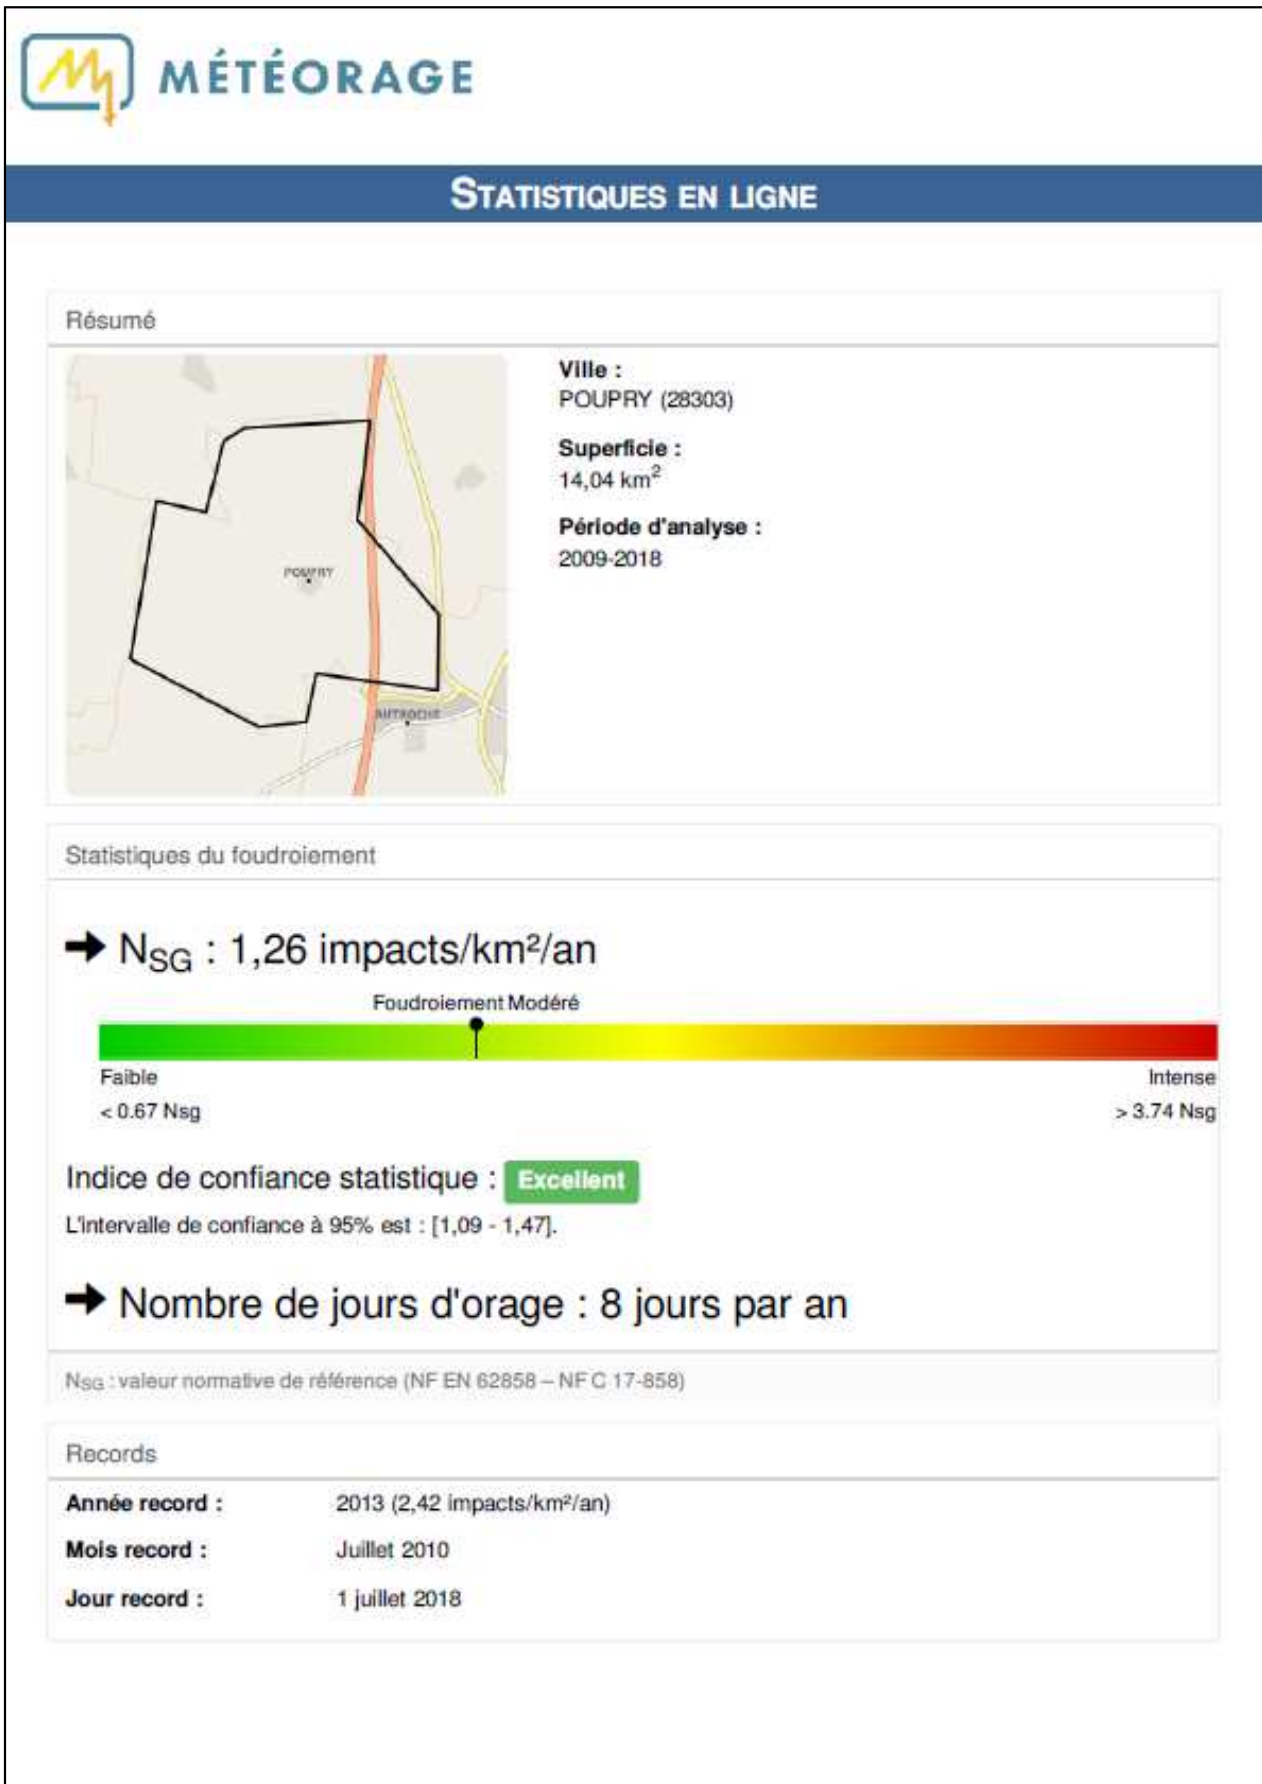 MÉTÉORAGE
STATISTIQUES EN LIGNE
Résumé
Ville :
POUPRY (28303)
Superficie :
14,04 km²
Période d'analyse :
2009-2018
POUPRY
Statistiques du foudroiement
➔ NSG : 1,26 impacts/km²/an
Foudroiement Modéré
Faible
Intense
< 0.67 Nsg
> 3.74 Nsg
Indice de confiance statistique : Excellent
L'intervalle de confiance à 95% est : [1,09 - 1,47].
➔ Nombre de jours d'orage : 8 jours par an
NSG : valeur normative de référence (NF EN 62858 – NF C 17-858)
Records
Année record : 2013 (2,42 impacts/km²/an)
Mois record : Juillet 2010
Jour record : 1 juillet 2018